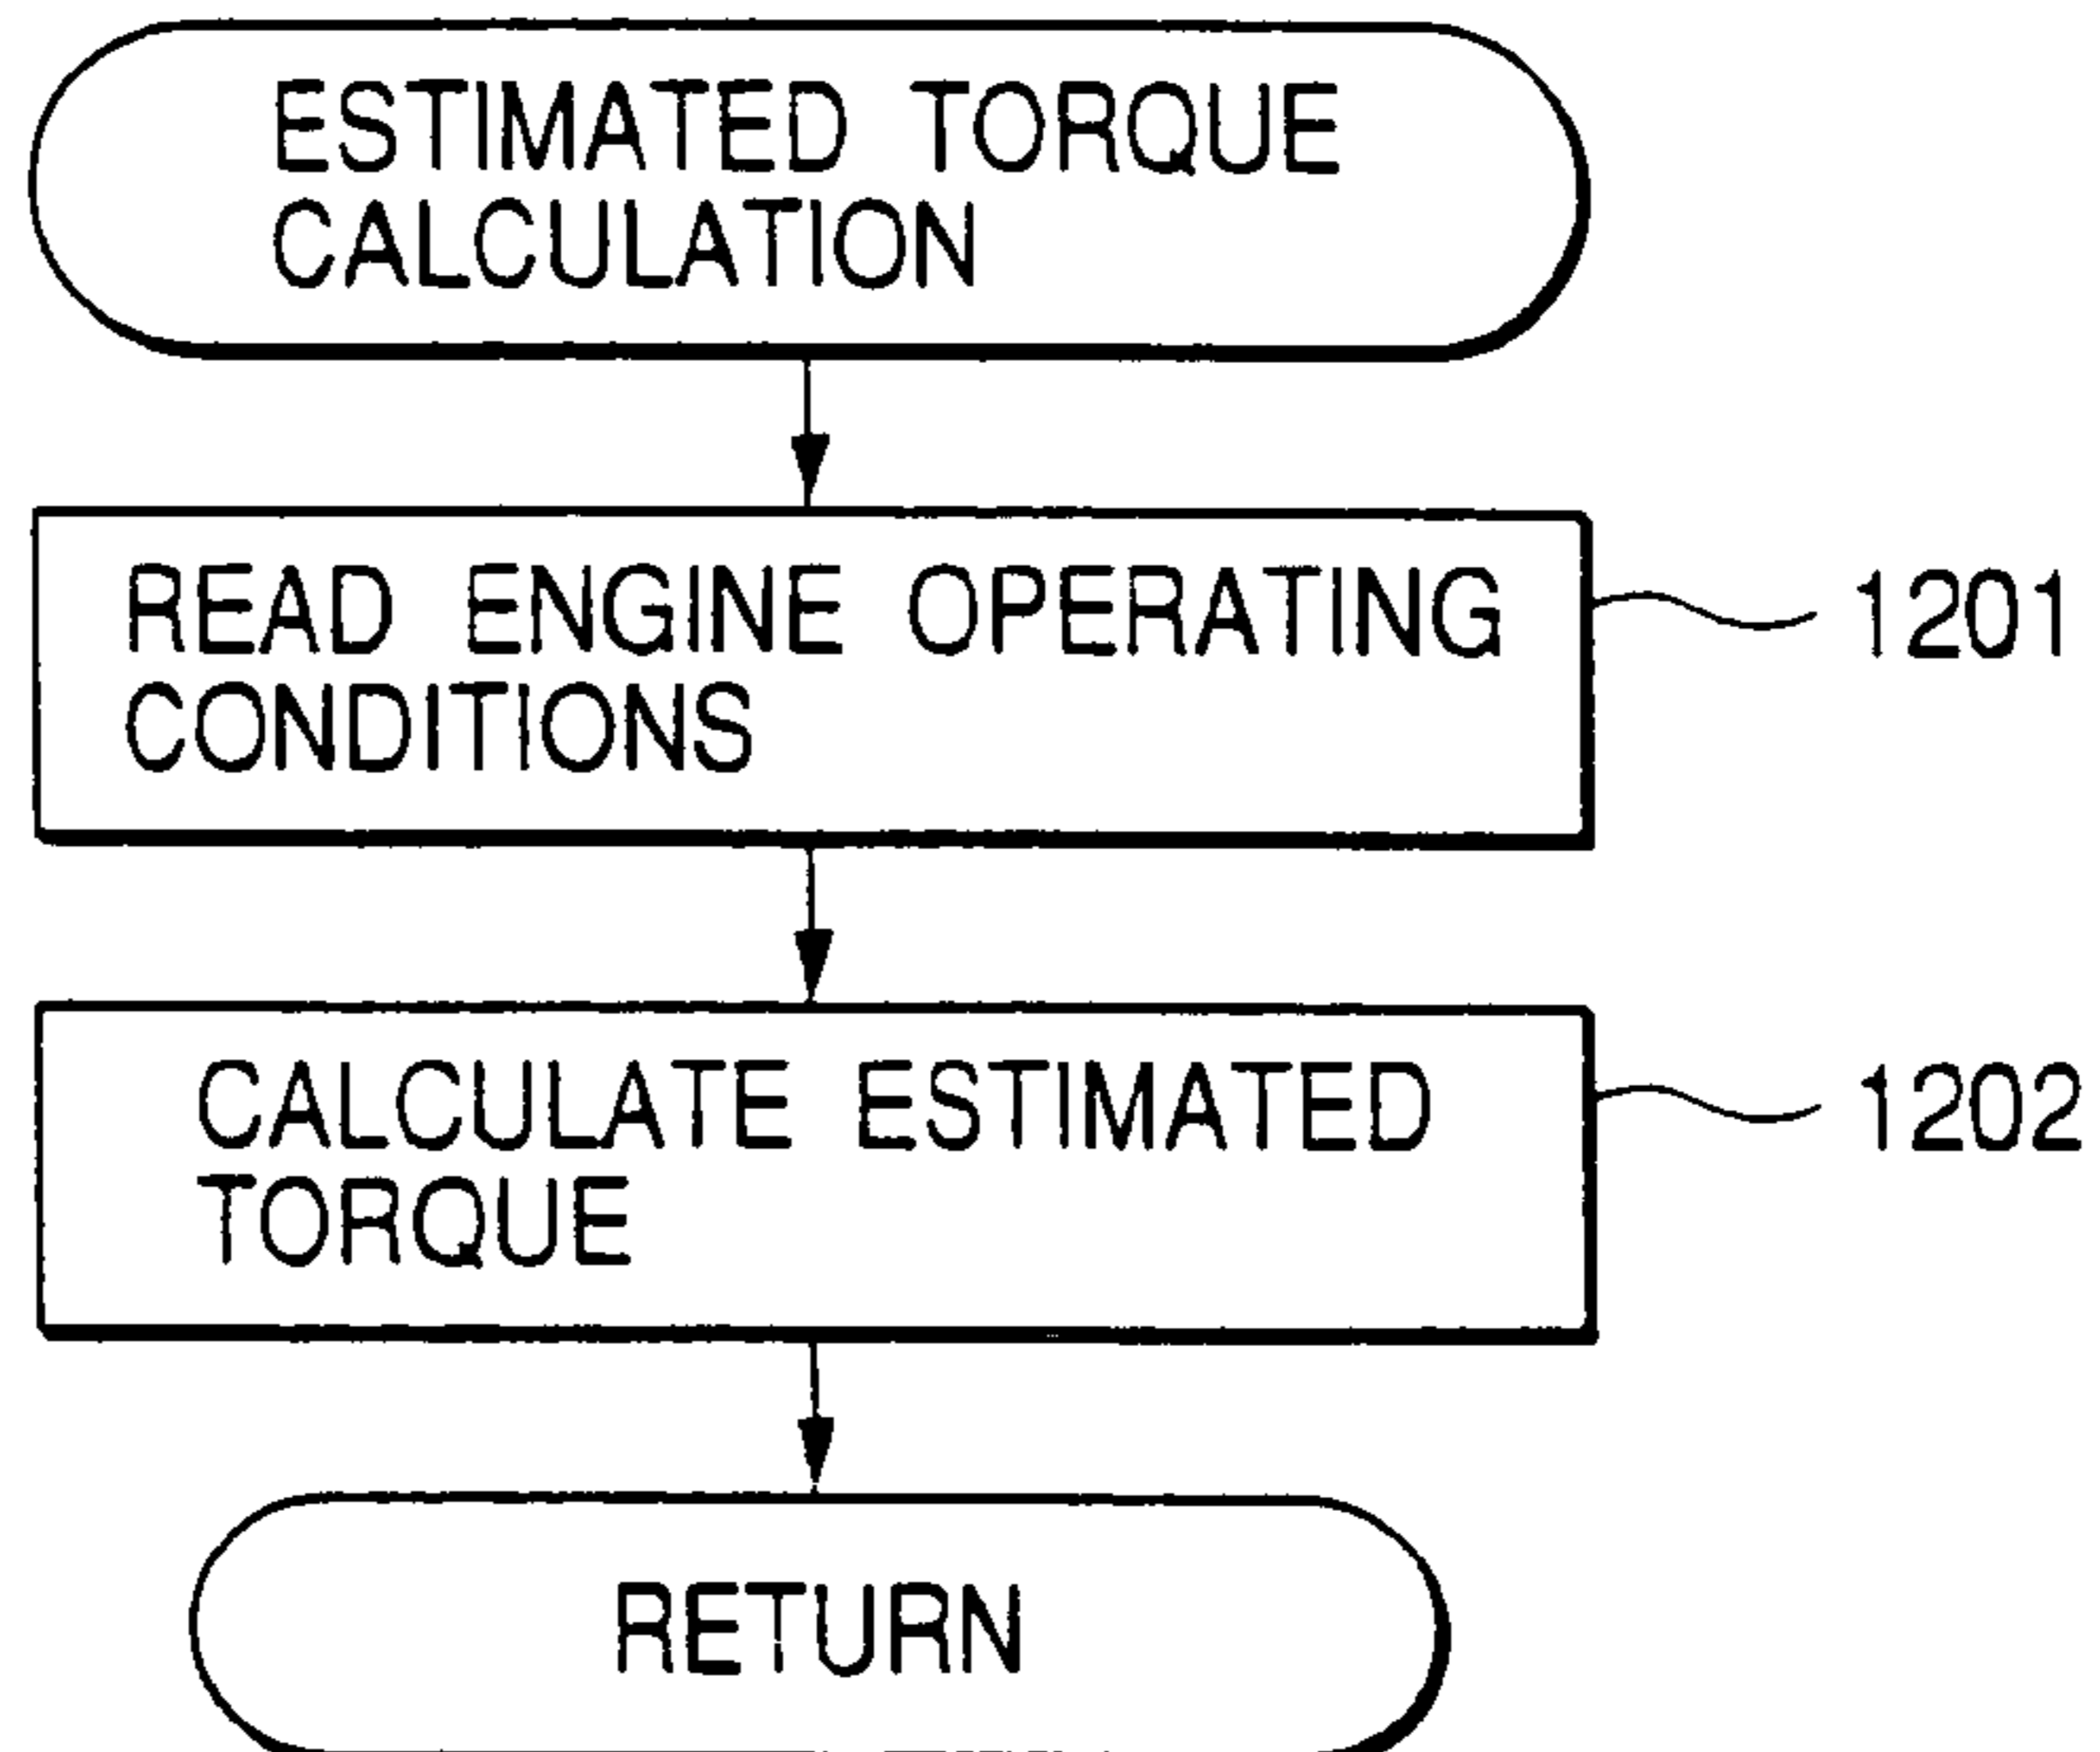 ESTIMATED TORQUE
CALCULATION
READ ENGINE OPERATING
CONDITIONS
1201
CALCULATE ESTIMATED
TORQUE
1202
RETURN